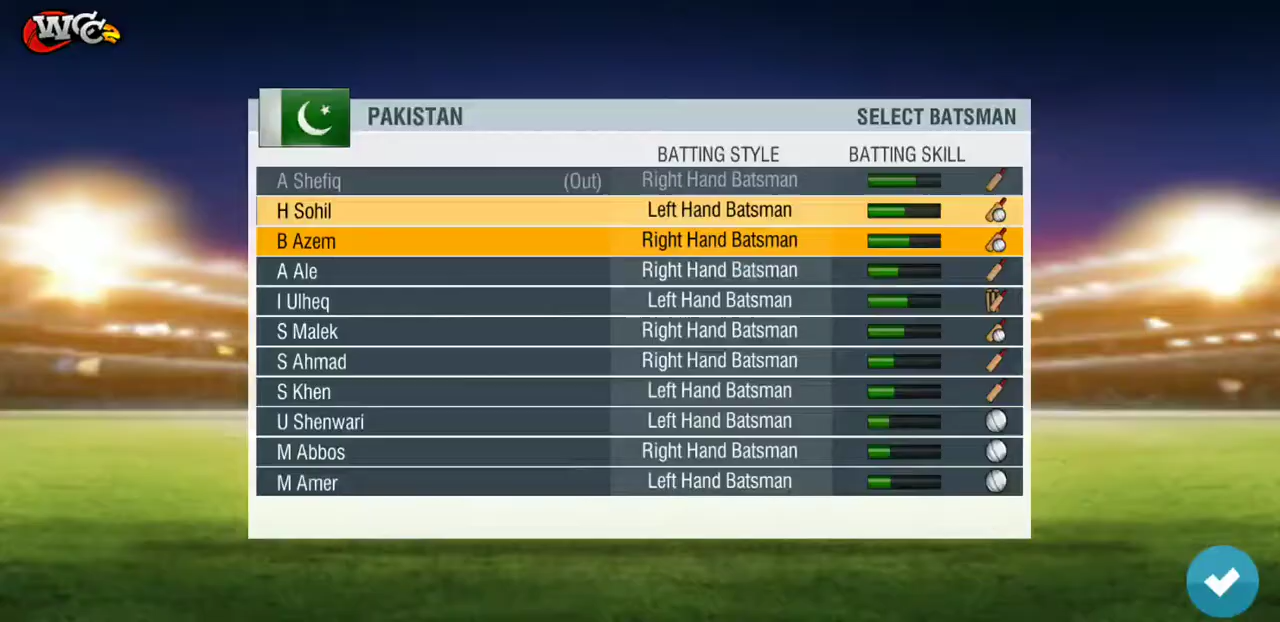 WCC
PAKISTAN SELECT BATSMAN
BATTING STYLE BATTING SKILL
A Shefiq (Out) Right Hand Batsman
H Sohil Left Hand Batsman
B Azem Right Hand Batsman
A Ale Right Hand Batsman
I Ulheq Left Hand Batsman
S Malek Right Hand Batsman
S Ahmad Right Hand Batsman
S Khen Left Hand Batsman
U Shenwari Left Hand Batsman
M Abbos Right Hand Batsman
M Amer Left Hand Batsman